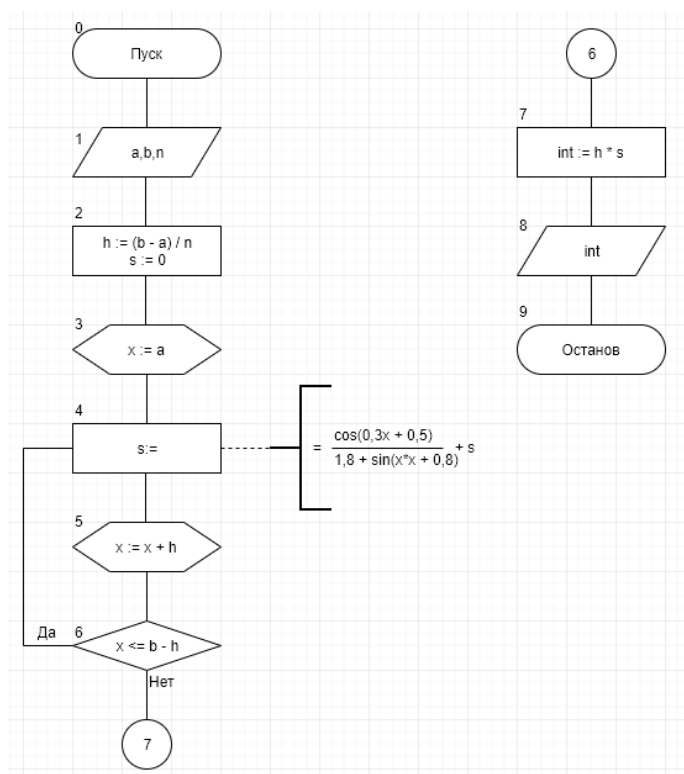 0
Пуск
1
a,b,n
2
h := (b - a) / n
s := 0
3
x := a
4
s:=
= cos(0,3x + 0,5)
1,8 + sin(x*x + 0,8) + s
5
x := x + h
Да 6
x <= b - h
Нет
7
6
7
int := h * s
8
int
9
Останов